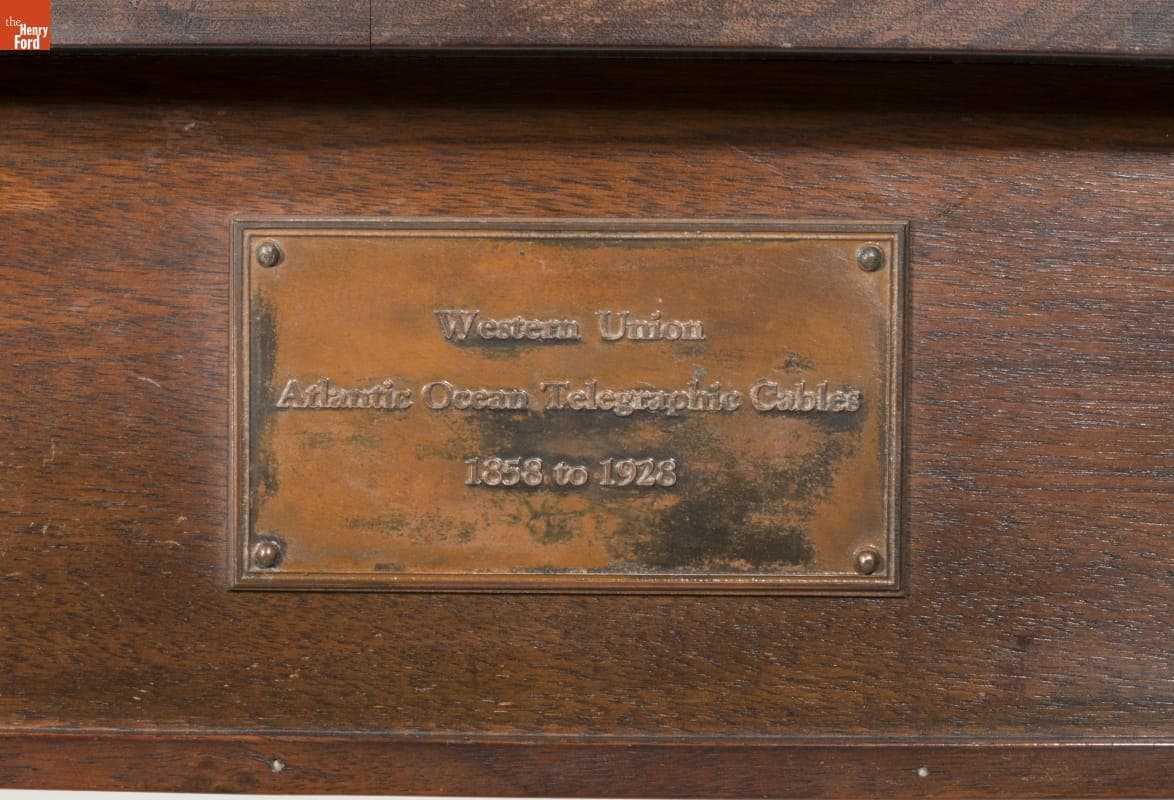 the
Henry
Ford
Western Union
Atlantic Ocean Telegraphic Cables
1858 to 1928